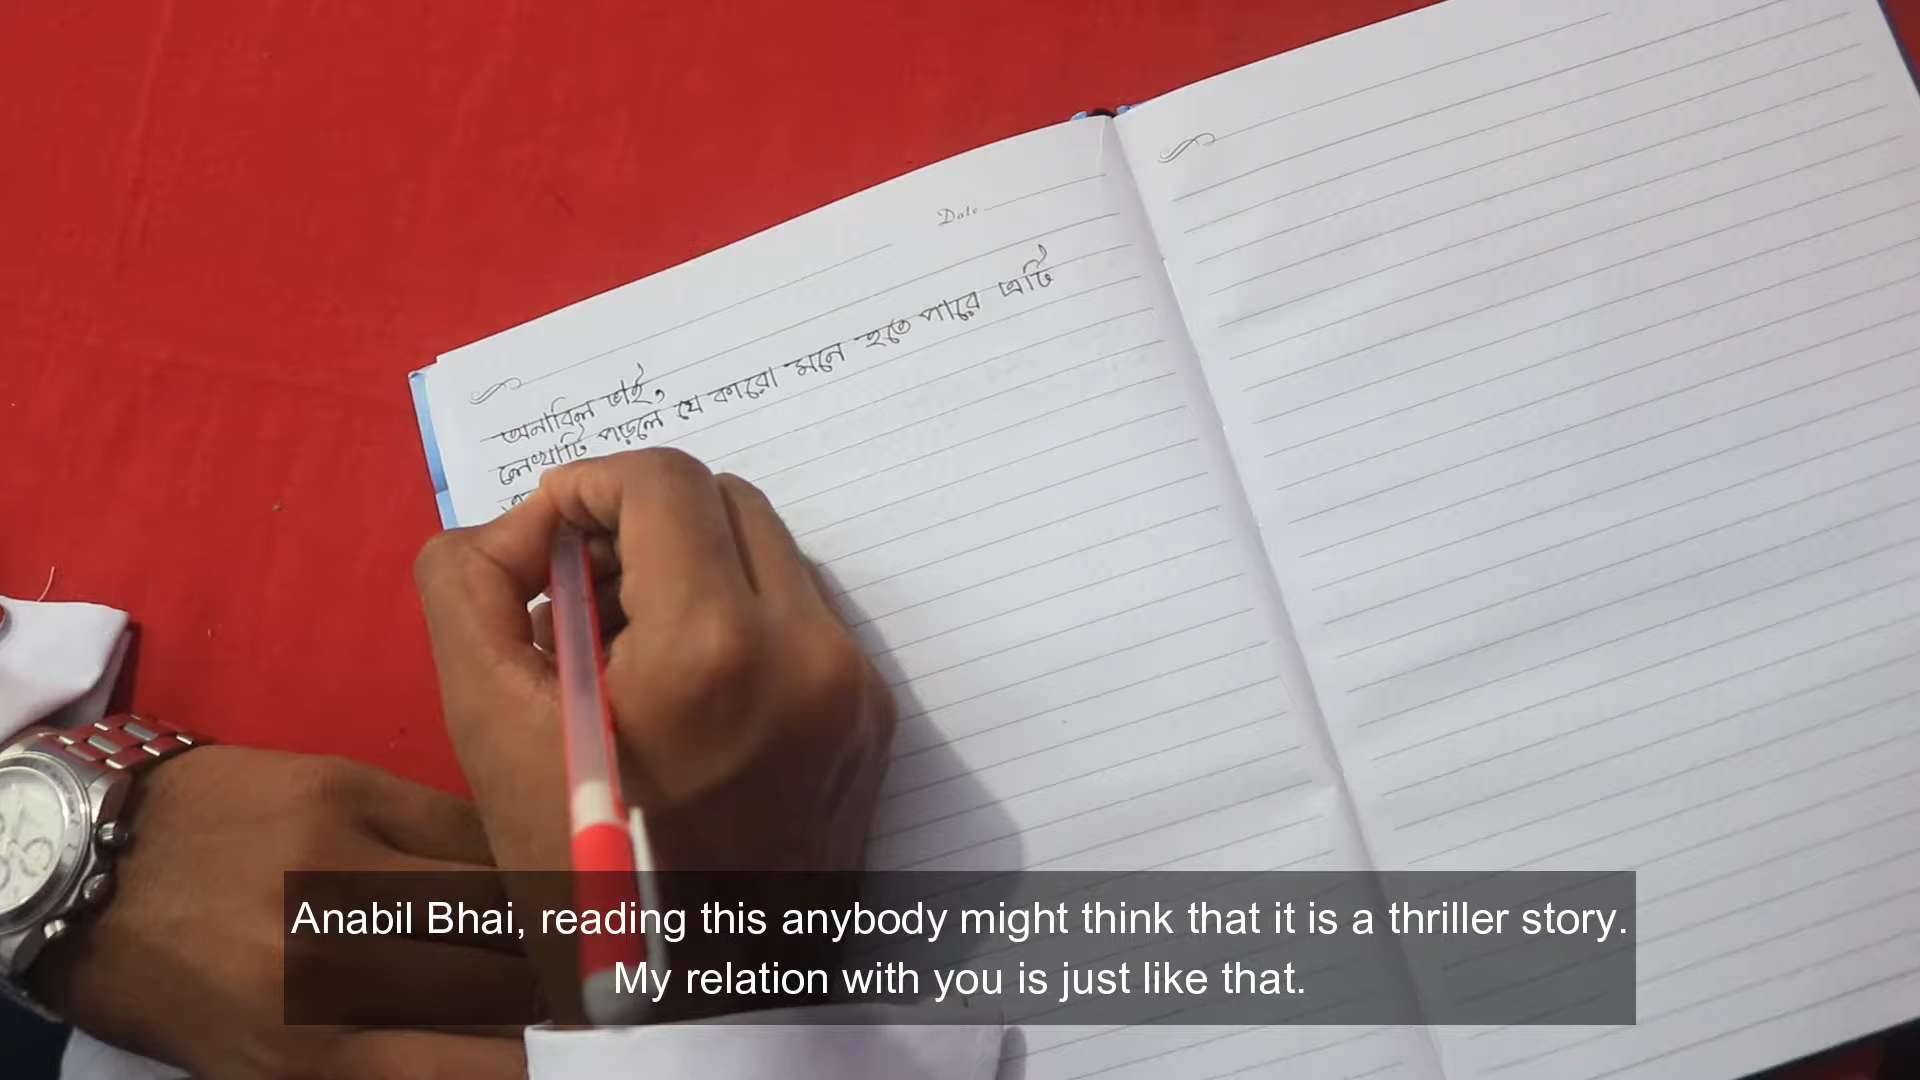 Date
অনাবিল ভাই,
লেখাটি পড়লে যে কারো মনে হতে পারে এটি
Anabil Bhai, reading this anybody might think that it is a thriller story.
My relation with you is just like that.